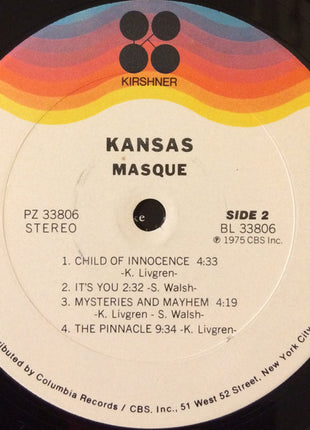 KIRSHNER
KANSAS
MASQUE
PZ 33806
STEREO
SIDE 2
BL 33806
℗ 1975 CBS Inc.
1. CHILD OF INNOCENCE 4:33
-K. Livgren-
2. IT'S YOU 2:32 -S. Walsh-
3. MYSTERIES AND MAYHEM 4:19
-K. Livgren - S. Walsh-
4. THE PINNACLE 9:34 -K. Livgren-
ributed by Columbia Records / CBS. Inc., 51 West 52 Street, New York City